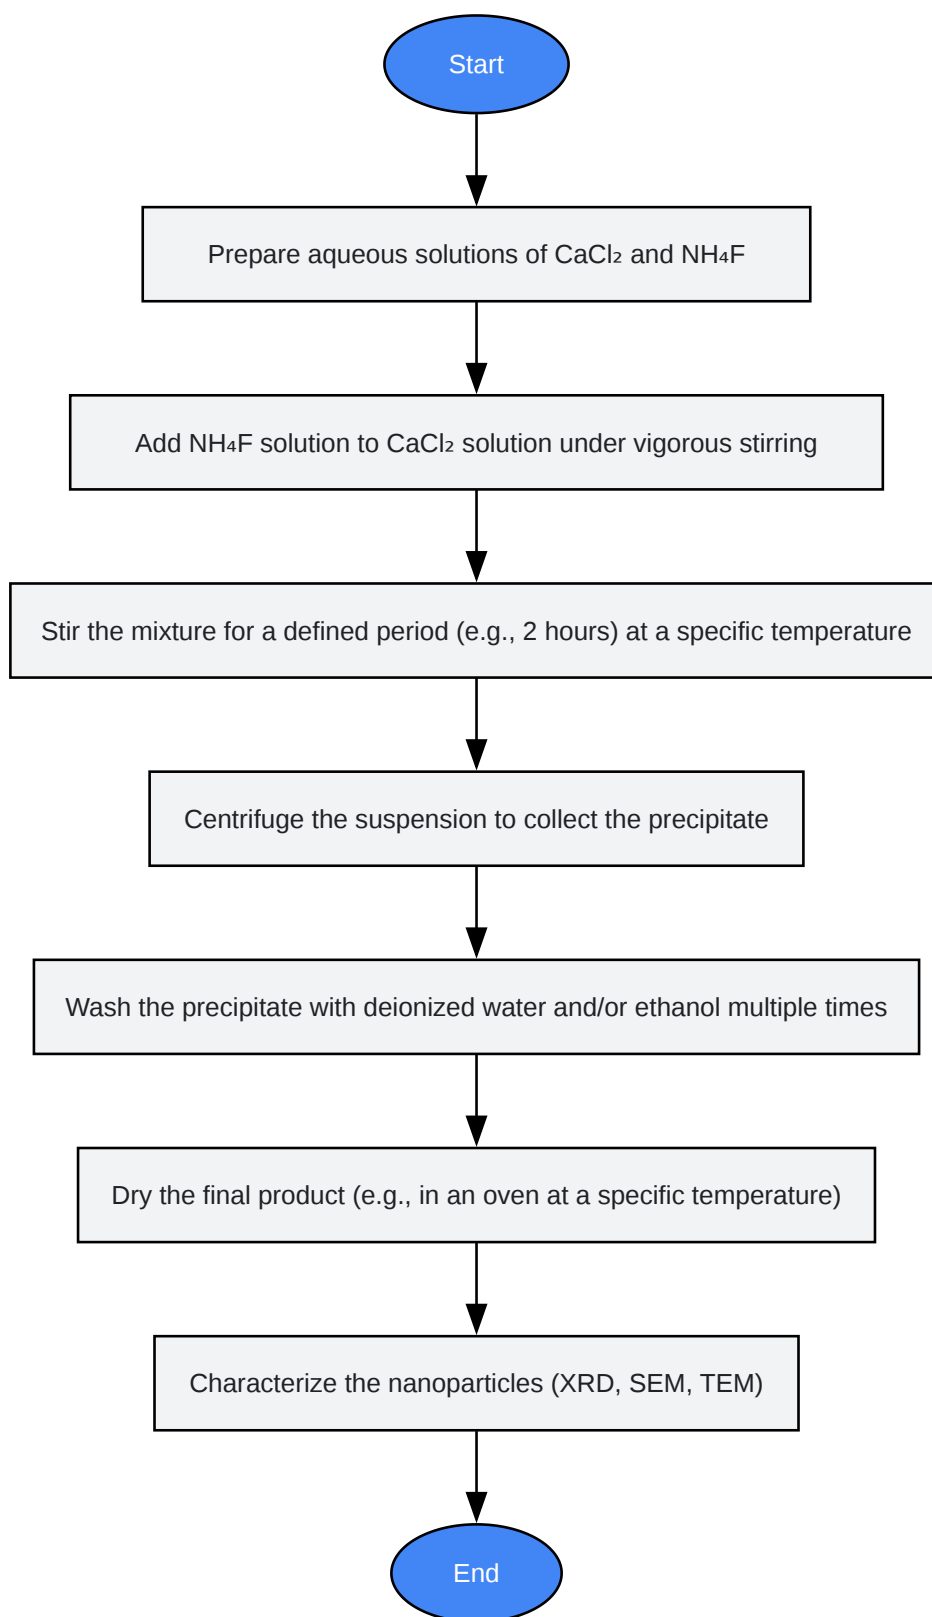 Start
Prepare aqueous solutions of CaCl₂ and NH₄F
Add NH₄F solution to CaCl₂ solution under vigorous stirring
Stir the mixture for a defined period (e.g., 2 hours) at a specific temperature
Centrifuge the suspension to collect the precipitate
Wash the precipitate with deionized water and/or ethanol multiple times
Dry the final product (e.g., in an oven at a specific temperature)
Characterize the nanoparticles (XRD, SEM, TEM)
End